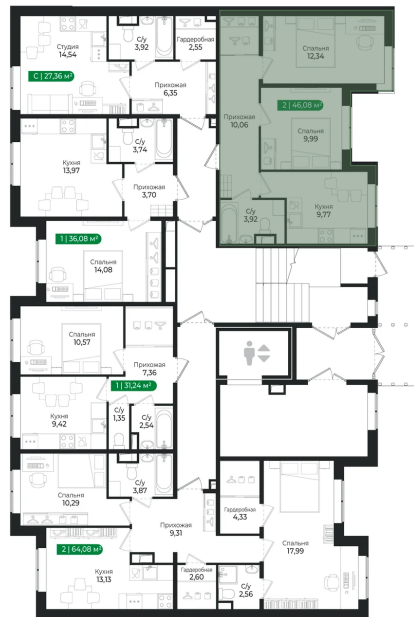 Студия
14,54
С/у
3,92
Гардеробная
2,55
С | 27,36 м²
Прихожая
6,35
Спальня
12,34
Прихожая
10,06
2 | 46,08 м²
Спальня
9,99
С/у
3,92
Кухня
9,77
Кухня
13,97
С/у
3,74
Прихожая
3,70
1 | 36,08 м²
Спальня
14,08
Спальня
10,57
Прихожая
7,36
1 | 31,24 м²
Кухня
9,42
С/у
1,35
С/у
2,54
Спальня
10,29
С/у
3,87
Прихожая
9,31
Гардеробная
4,33
Спальня
17,99
2 | 64,08 м²
Кухня
13,13
Гардеробная
2,60
С/у
2,56